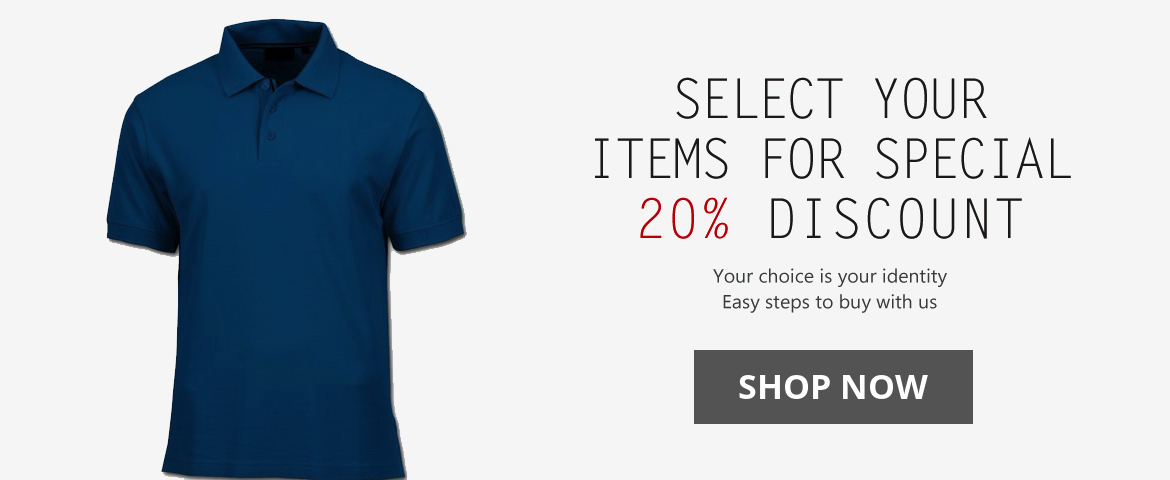 SELECT YOUR
ITEMS FOR SPECIAL
20% DISCOUNT
Your choice is your identity
Easy steps to buy with us
SHOP NOW